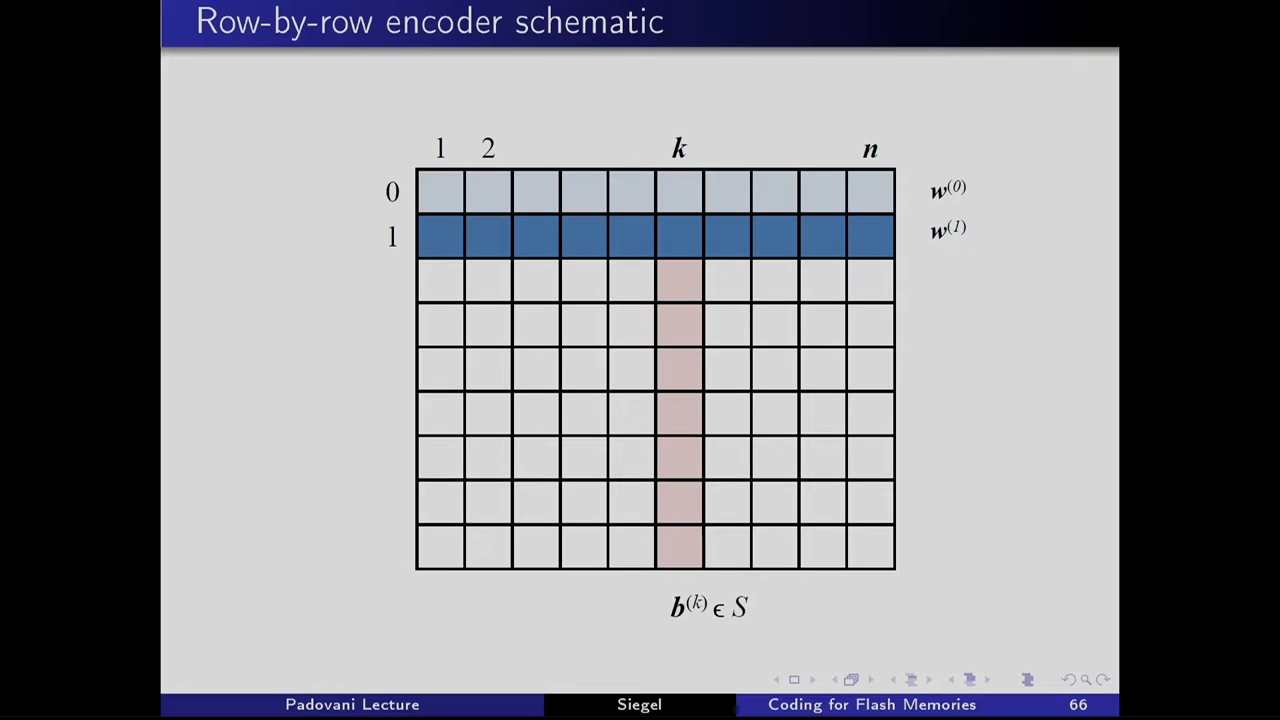 Row-by-row encoder schematic
1 2 k n
0 w(0)
1 w(1)
b(k) ϵ S
Padovani Lecture Siegel Coding for Flash Memories 66